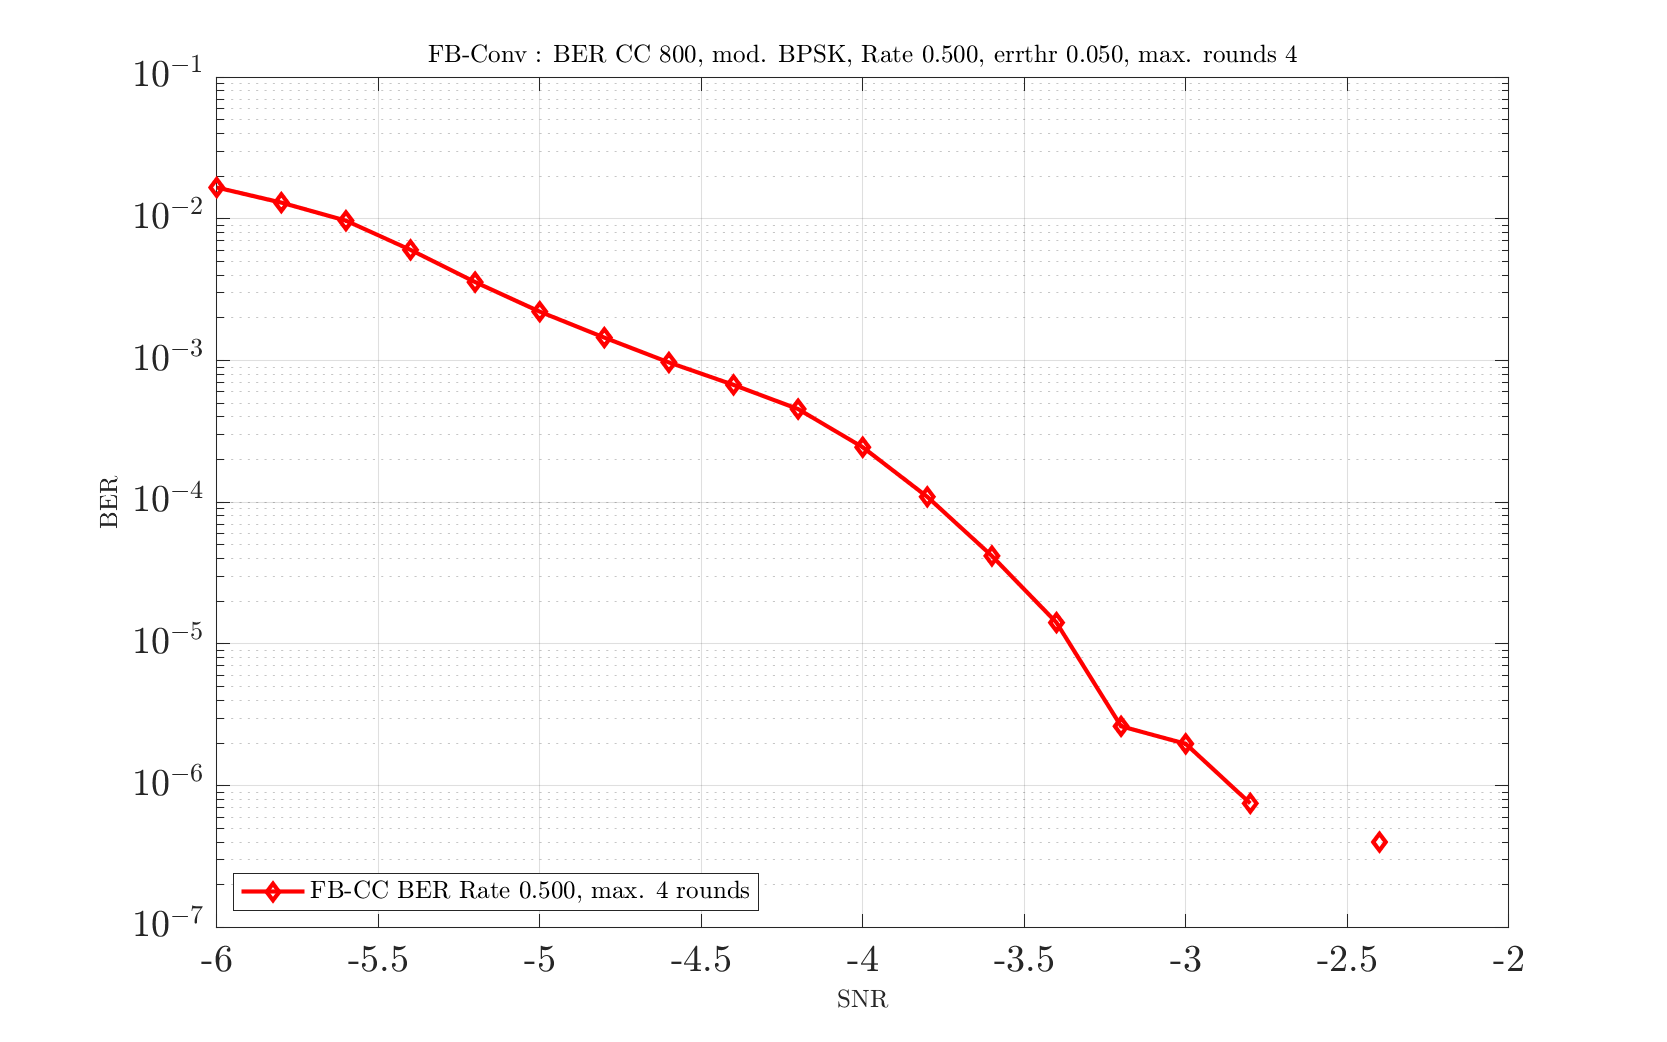 FB-Conv : BER CC 800, mod. BPSK, Rate 0.500, errthr 0.050, max. rounds 4
10^{-1}
10^{-2}
10^{-3}
10^{-4}
10^{-5}
10^{-6}
10^{-7}
BER
FB-CC BER Rate 0.500, max. 4 rounds
-6 -5.5 -5 -4.5 -4 -3.5 -3 -2.5 -2
SNR